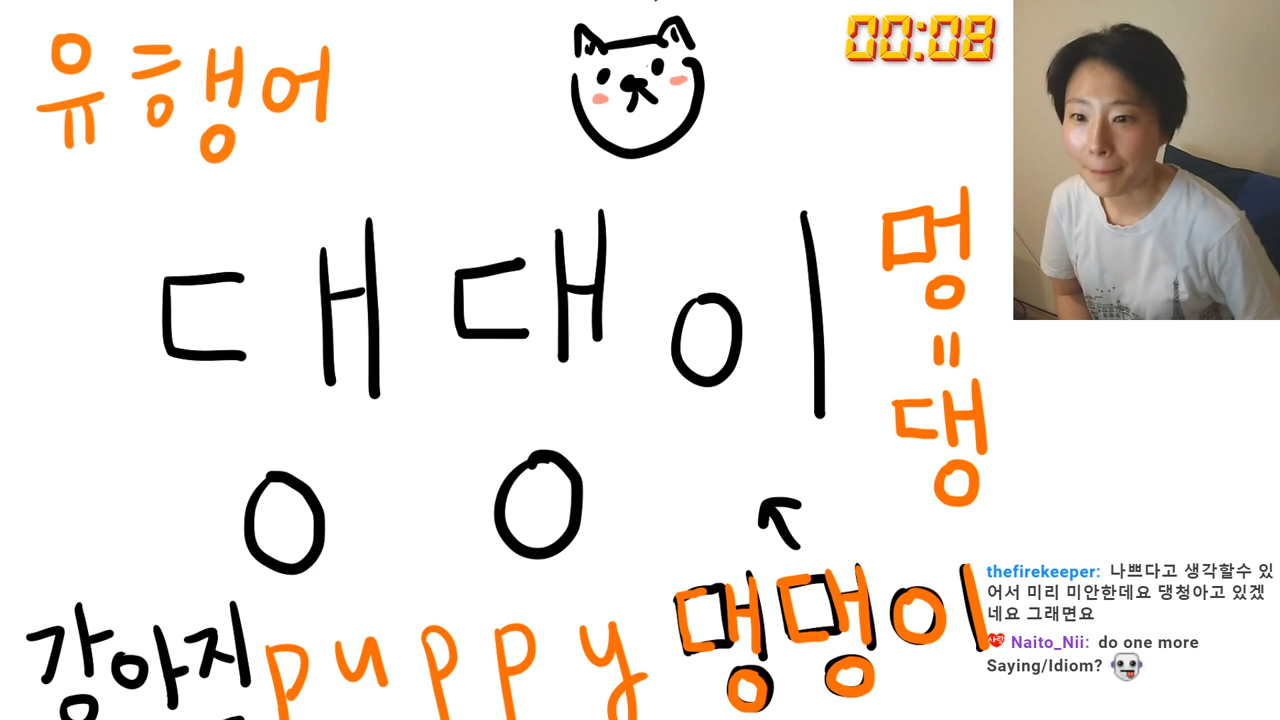 유행어
00:08
댕댕이
멍
=
댕
강아지 puppy 멍멍이
thefirekeeper: 나쁘다고 생각할수 있
어서 미리 미안한데요 댕청아고 있겠
네요 그래면요
Naito_Nii: do one more
Saying/Idiom?